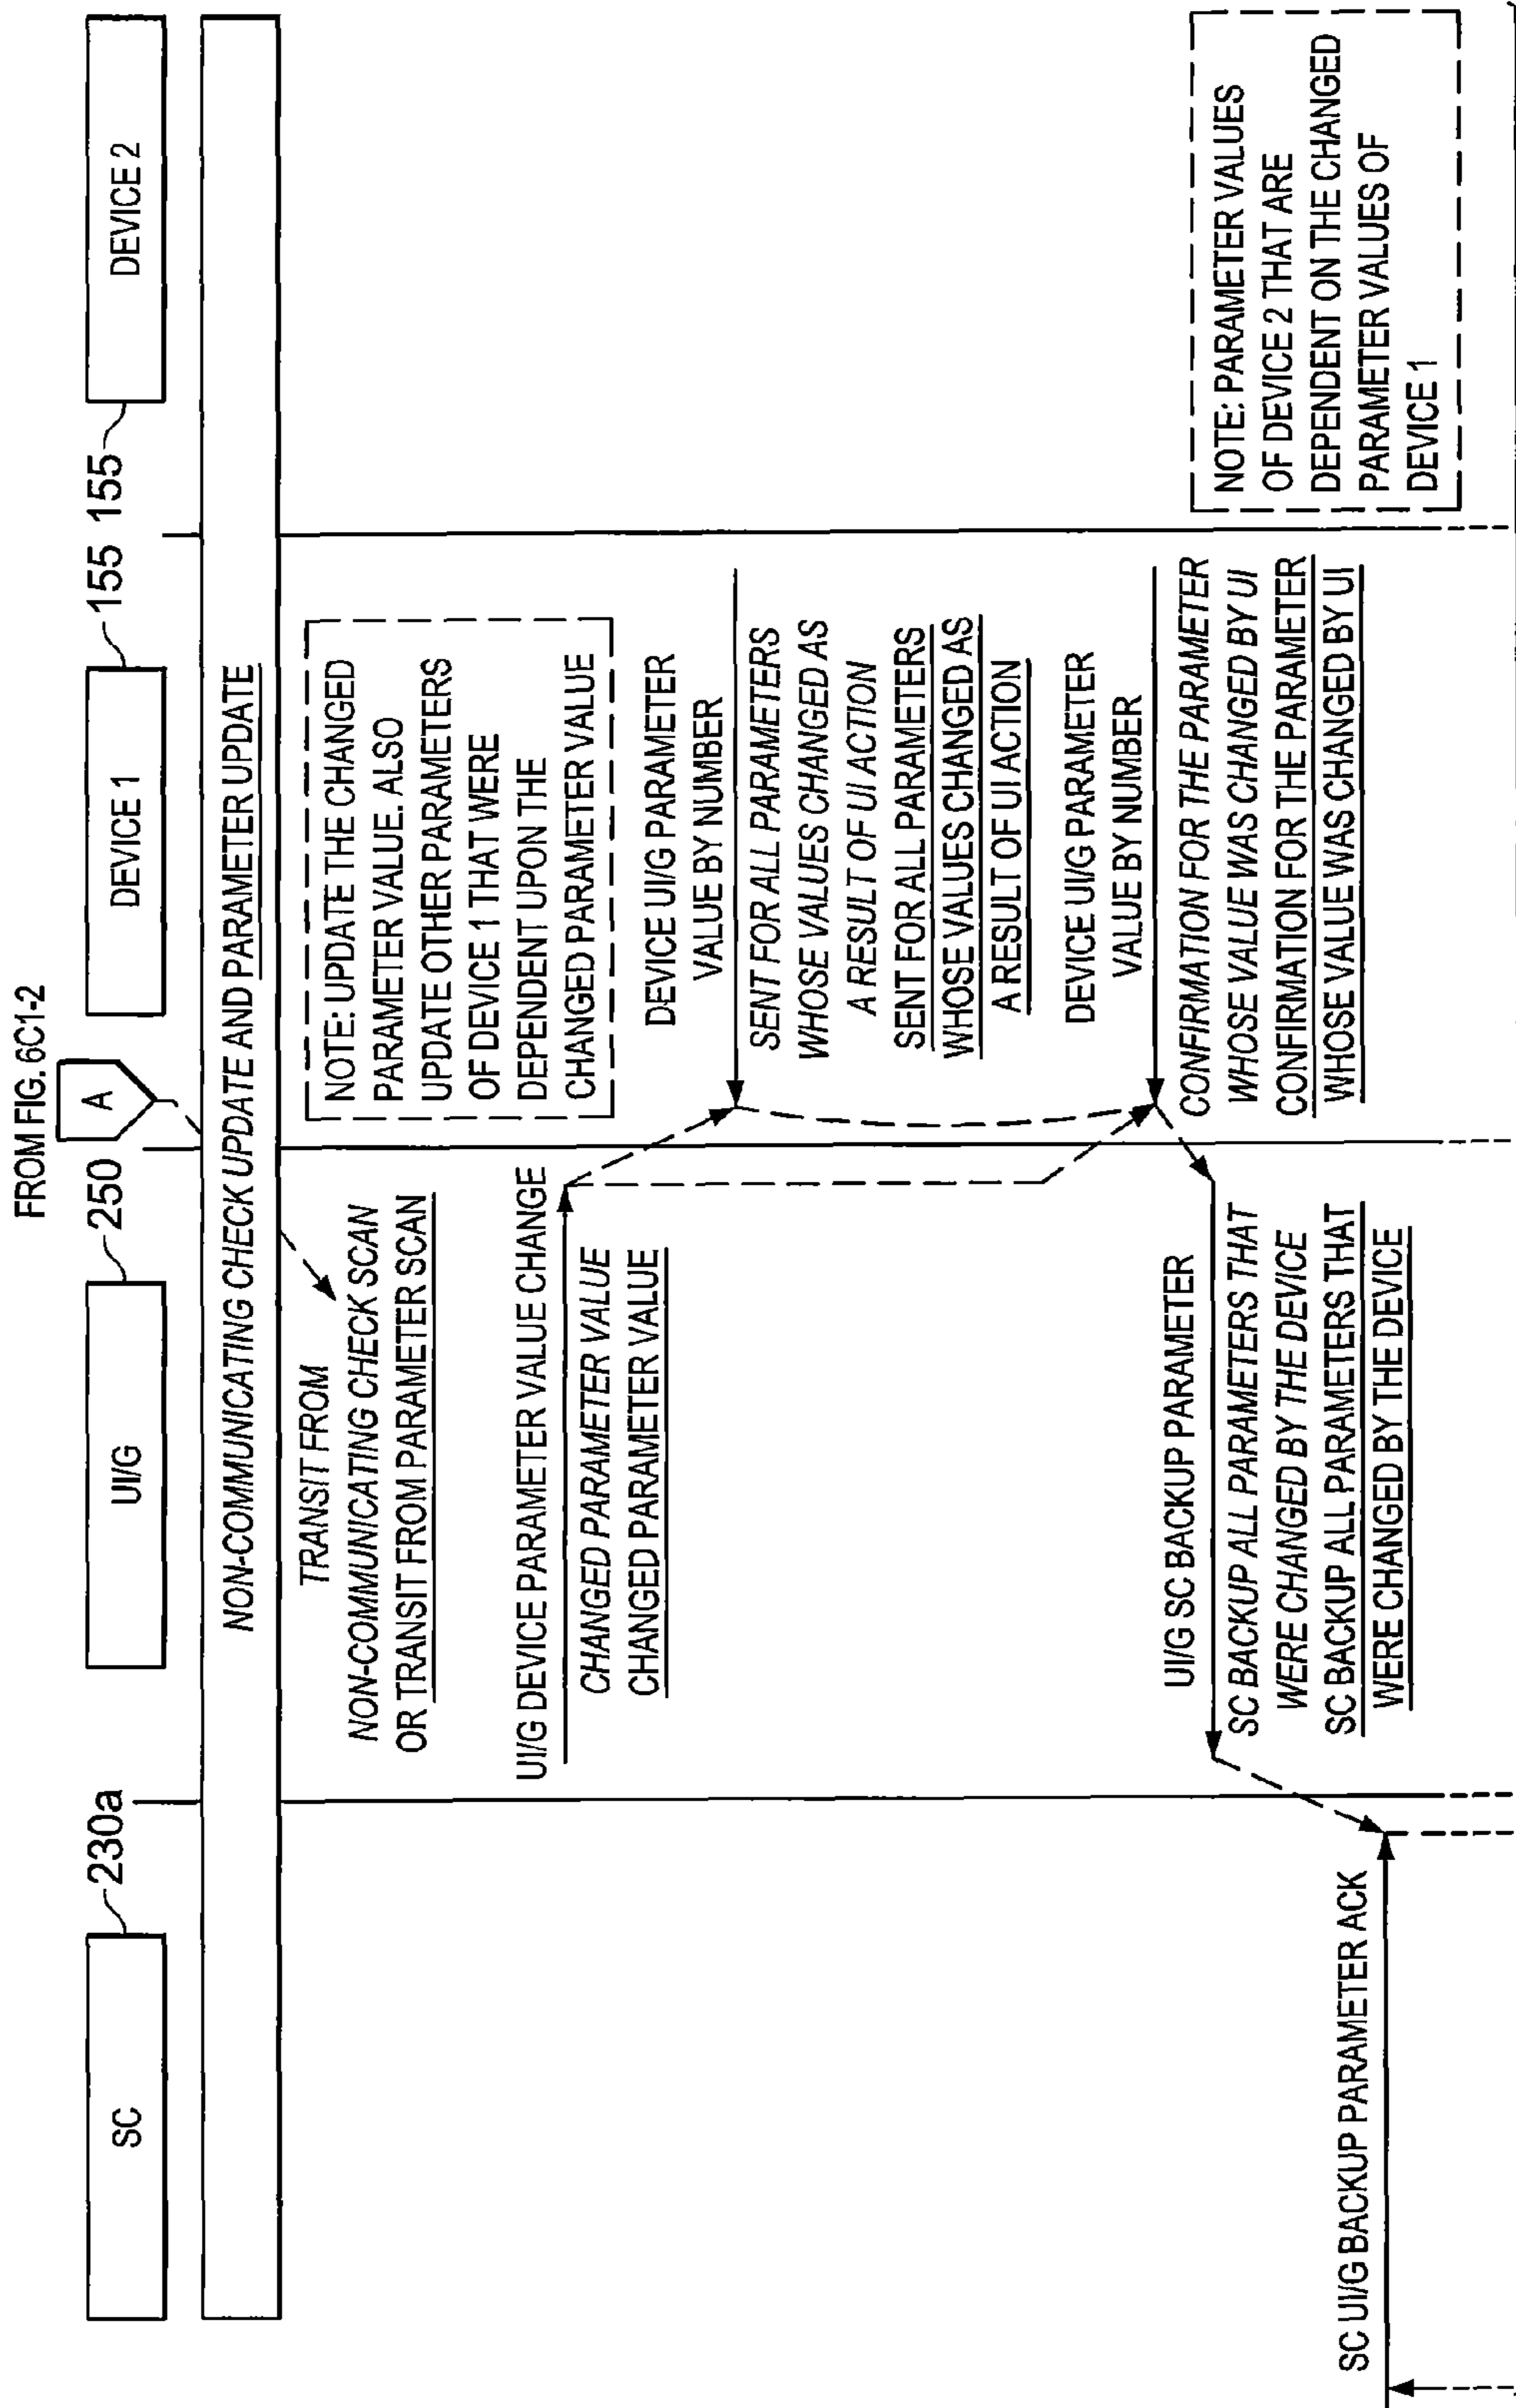 FROM FIG. 6C1-2
A
SC
230a
UI/G
250
DEVICE 1
155
155
DEVICE 2
NON-COMMUNICATING CHECK UPDATE AND PARAMETER UPDATE
TRANSIT FROM
NON-COMMUNICATING CHECK SCAN
OR TRANSIT FROM PARAMETER SCAN
NOTE: UPDATE THE CHANGED
PARAMETER VALUE. ALSO
UPDATE OTHER PARAMETERS
OF DEVICE 1 THAT WERE
DEPENDENT UPON THE
CHANGED PARAMETER VALUE
UI/G DEVICE PARAMETER VALUE CHANGE
CHANGED PARAMETER VALUE
CHANGED PARAMETER VALUE
DEVICE UI/G PARAMETER
VALUE BY NUMBER
SENT FOR ALL PARAMETERS
WHOSE VALUES CHANGED AS
A RESULT OF UI ACTION
SENT FOR ALL PARAMETERS
WHOSE VALUES CHANGED AS
A RESULT OF UI ACTION
DEVICE UI/G PARAMETER
VALUE BY NUMBER
CONFIRMATION FOR THE PARAMETER
WHOSE VALUE WAS CHANGED BY UI
CONFIRMATION FOR THE PARAMETER
WHOSE VALUE WAS CHANGED BY UI
UI/G SC BACKUP PARAMETER
SC BACKUP ALL PARAMETERS THAT
WERE CHANGED BY THE DEVICE
SC BACKUP ALL PARAMETERS THAT
WERE CHANGED BY THE DEVICE
NOTE: PARAMETER VALUES
OF DEVICE 2 THAT ARE
DEPENDENT ON THE CHANGED
PARAMETER VALUES OF
DEVICE 1
SC UI/G BACKUP PARAMETER ACK